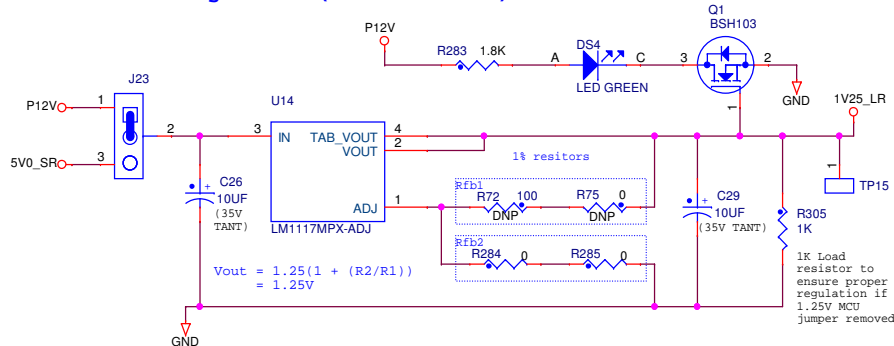 Q1
BSH103
P12V
R283
1.8K
A
DS4
C
LED GREEN
3
2
1
GND
J23
P12V
1
2
5V0_SR
3
U14
3
IN
TAB_VOUT
4
VOUT
2
ADJ
1
LM1117MPX-ADJ
C26
10UF
(35V
TANT)
1% resitors
Rfb1
R72
100
DNP
R75
0
DNP
Rfb2
R284
0
R285
0
Vout = 1.25(1 + (R2/R1))
= 1.25V
C29
10UF
(35V TANT)
R305
1K
1V25_LR
1
TP15
1K Load
resistor to
ensure proper
regulation if
1.25V MCU
jumper removed
GND